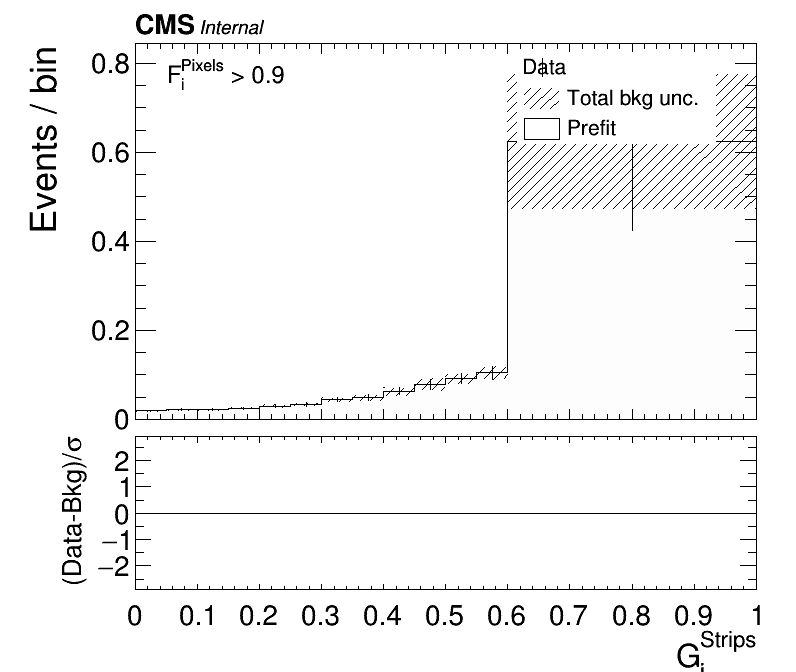 CMS Internal
F_i^Pixels > 0.9
Data
Total bkg unc.
Prefit
Events / bin
0.8
0.6
0.4
0.2
0
(Data-Bkg)/σ
2
1
0
−1
−2
0 0.1 0.2 0.3 0.4 0.5 0.6 0.7 0.8 0.9 1
G_i^Strips